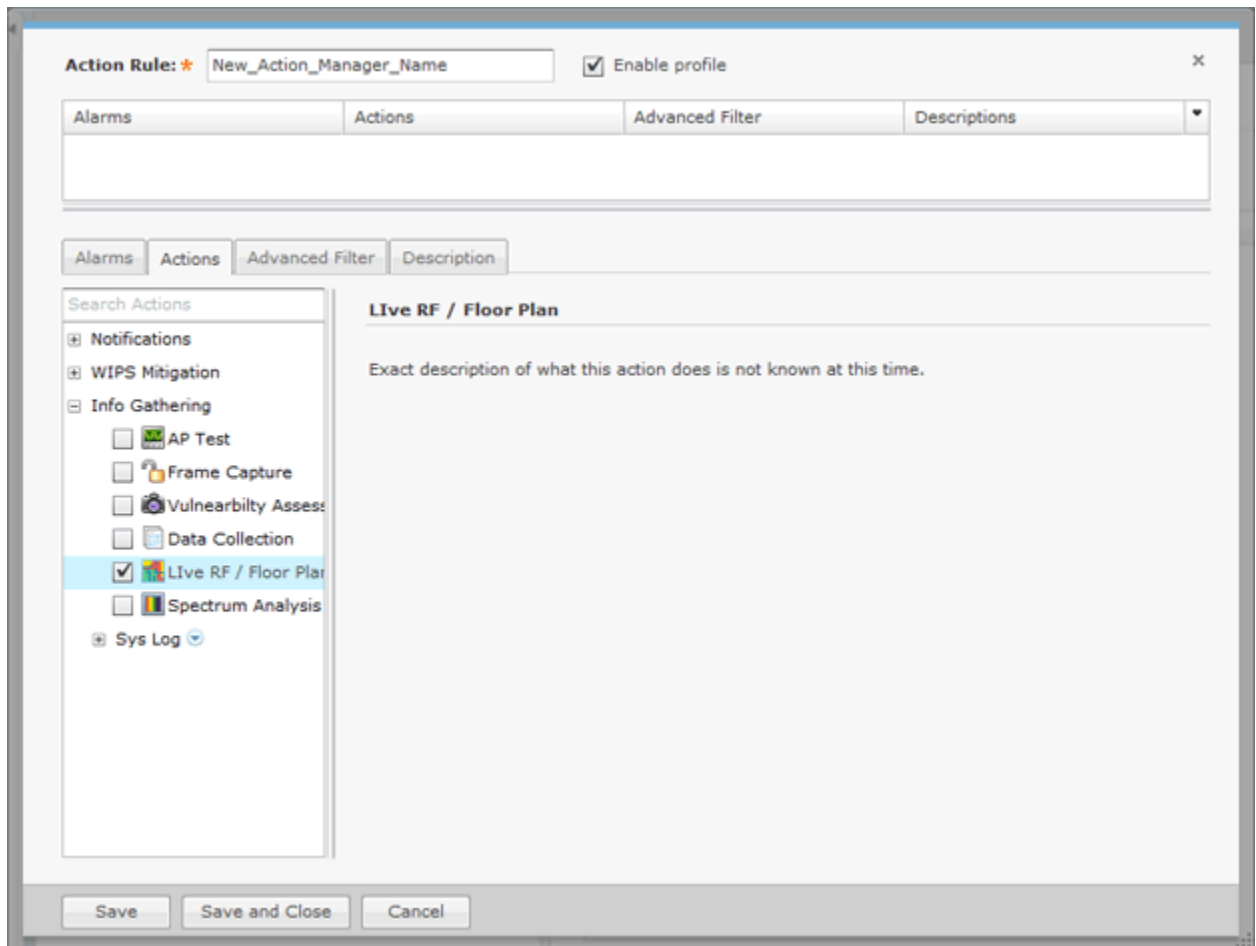 Action Rule: * New_Action_Manager_Name Enable profile
Alarms Actions Advanced Filter Descriptions
Alarms Actions Advanced Filter Description
Search Actions
Notifications
WIPS Mitigation
Info Gathering
AP Test
Frame Capture
Vulnearbilty Assess
Data Collection
LIve RF / Floor Plan
Spectrum Analysis
Sys Log
LIve RF / Floor Plan
Exact description of what this action does is not known at this time.
Save Save and Close Cancel